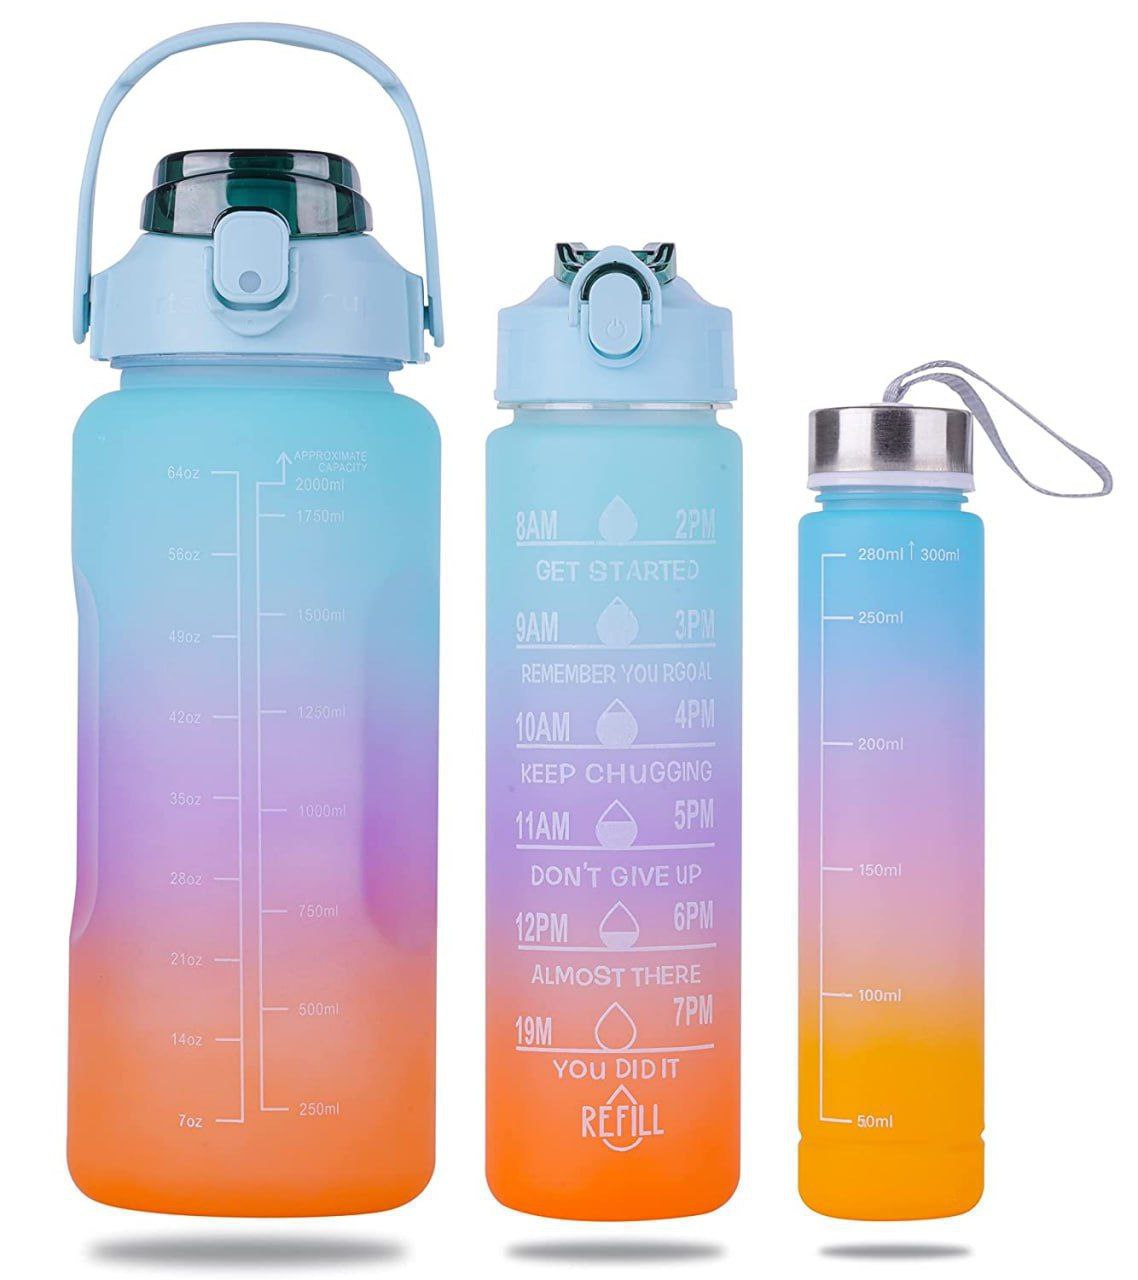 APPROXIMATE
CAPACITY
64oz
2000ml
1750ml
56oz
1500ml
49oz
42oz
1250ml
35oz
1000ml
28oz
750ml
21oz
500ml
14oz
250ml
7oz
8AM 2PM
GET STARTED
9AM 3PM
REMEMBER YOU RGOAL
10AM 4PM
KEEP CHUGGING
11AM 5PM
DON'T GIVE UP
12PM 6PM
ALMOST THERE
19M 7PM
YOU DID IT
REFILL
280ml ↑ 300ml
250ml
200ml
150ml
100ml
50ml